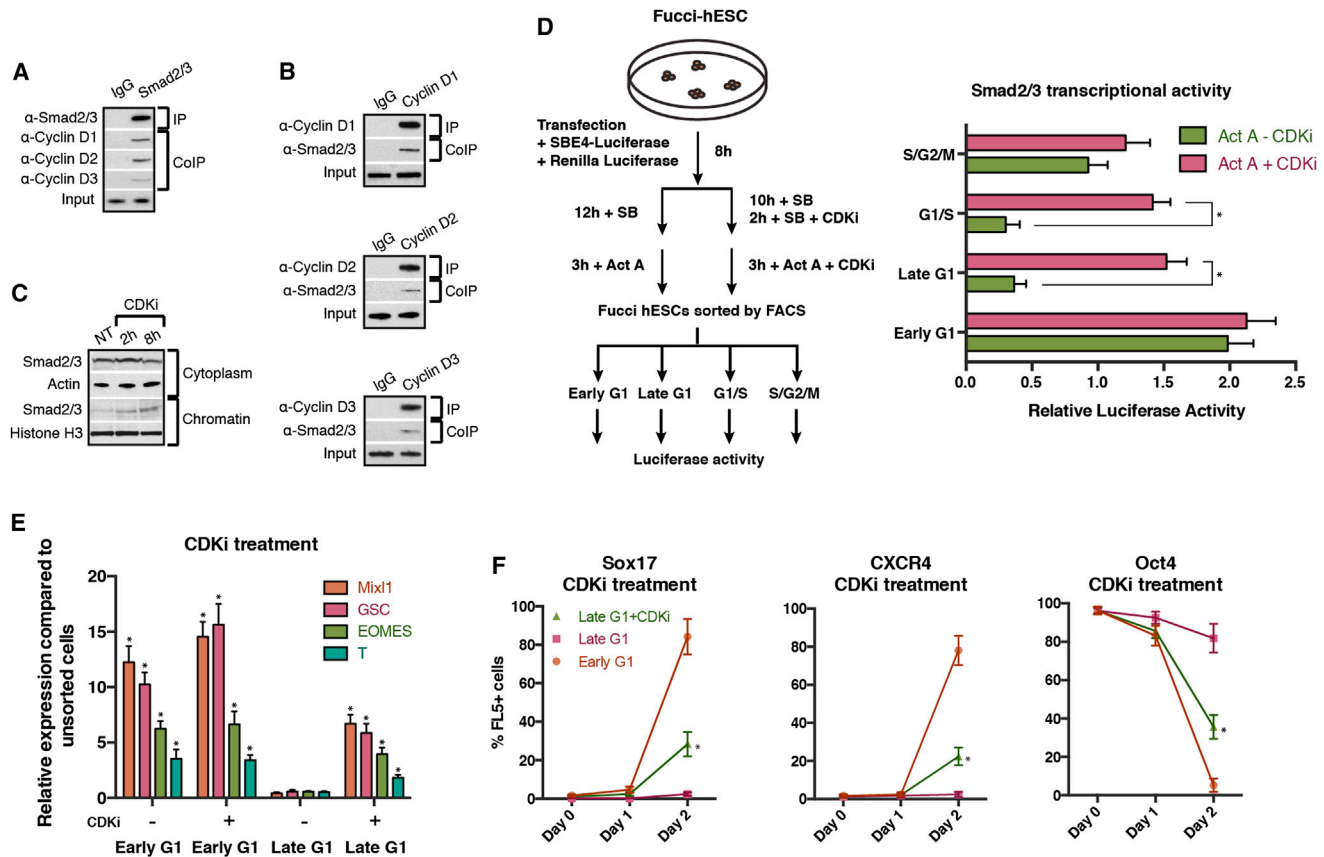 A
IgG
Smad2/3
α-Smad2/3
IP
α-Cyclin D1
α-Cyclin D2
CoIP
α-Cyclin D3
Input
B
IgG
Cyclin D1
α-Cyclin D1
IP
α-Smad2/3
CoIP
Input
IgG
Cyclin D2
α-Cyclin D2
IP
α-Smad2/3
CoIP
Input
IgG
Cyclin D3
α-Cyclin D3
IP
α-Smad2/3
CoIP
Input
C
CDKi
NT
2h
8h
Smad2/3
Cytoplasm
Actin
Smad2/3
Chromatin
Histone H3
D
Fucci-hESC
Transfection
+ SBE4-Luciferase
+ Renilla Luciferase
8h
12h + SB
10h + SB
2h + SB + CDKi
3h + Act A
3h + Act A + CDKi
Fucci hESCs sorted by FACS
Early G1
Late G1
G1/S
S/G2/M
Luciferase activity
Smad2/3 transcriptional activity
Act A - CDKi
Act A + CDKi
S/G2/M
G1/S
*
Late G1
*
Early G1
0.0
0.5
1.0
1.5
2.0
2.5
Relative Luciferase Activity
E
CDKi treatment
Relative expression compared to
unsorted cells
20
15
10
5
0
Mixl1
GSC
EOMES
T
* * * *
* * * *
* * * *
CDKi
- + - +
Early G1 Early G1 Late G1 Late G1
F
Sox17
CDKi treatment
% FL5+ cells
100
80
60
40
20
0
Late G1+CDKi
Late G1
Early G1
*
Day 0
Day 1
Day 2
CXCR4
CDKi treatment
100
80
60
40
20
0
*
Day 0
Day 1
Day 2
Oct4
CDKi treatment
100
80
60
40
20
0
*
Day 0
Day 1
Day 2